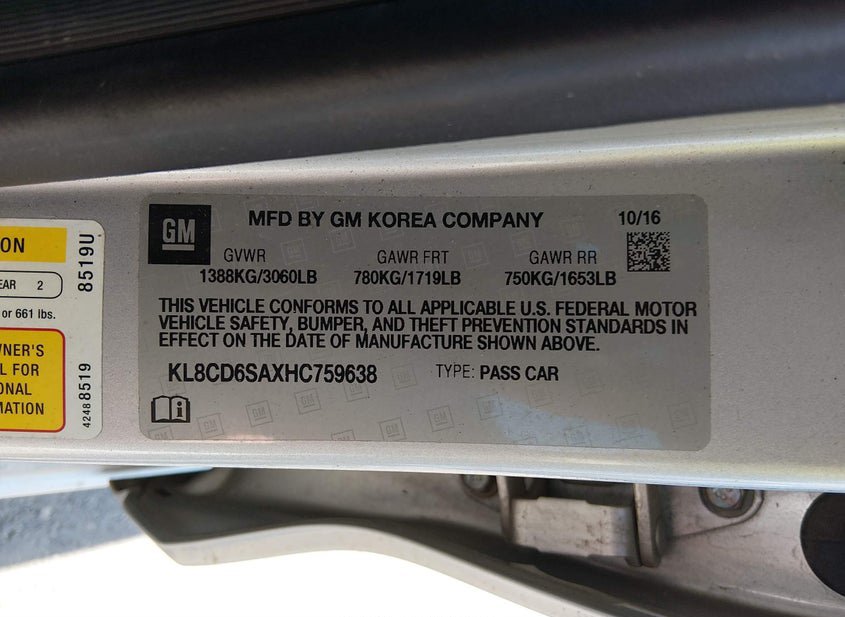 GM
MFD BY GM KOREA COMPANY
10/16
GVWR
GAWR FRT
GAWR RR
1388KG/3060LB
780KG/1719LB
750KG/1653LB
THIS VEHICLE CONFORMS TO ALL APPLICABLE U.S. FEDERAL MOTOR
VEHICLE SAFETY, BUMPER, AND THEFT PREVENTION STANDARDS IN
EFFECT ON THE DATE OF MANUFACTURE SHOWN ABOVE.
KL8CD6SAXHC759638
TYPE: PASS CAR
ON
EAR 2
or 661 lbs.
WNER'S
L FOR
ONAL
MATION
8519U
42488519